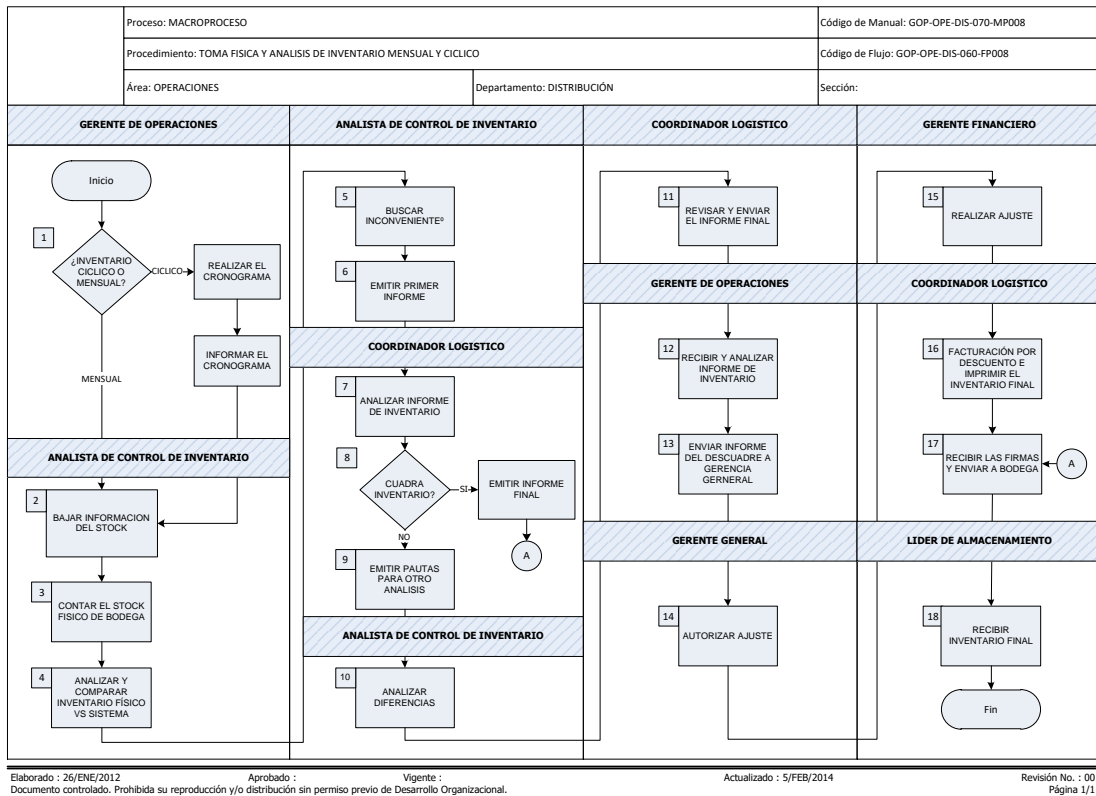 Proceso: MACROPROCESO
Código de Manual: GOP-OPE-DIS-070-MP008
Procedimiento: TOMA FISICA Y ANALISIS DE INVENTARIO MENSUAL Y CICLICO
Código de Flujo: GOP-OPE-DIS-060-FP008
Área: OPERACIONES
Departamento: DISTRIBUCIÓN
Sección:
GERENTE DE OPERACIONES
Inicio
1
¿INVENTARIO
CICLICO O
MENSUAL?
CICLICO
REALIZAR EL
CRONOGRAMA
INFORMAR EL
CRONOGRAMA
MENSUAL
ANALISTA DE CONTROL DE INVENTARIO
2
BAJAR INFORMACION
DEL STOCK
3
CONTAR EL STOCK
FISICO DE BODEGA
4
ANALIZAR Y
COMPARAR
INVENTARIO FÍSICO
VS SISTEMA
ANALISTA DE CONTROL DE INVENTARIO
5
BUSCAR
INCONVENIENTEº
6
EMITIR PRIMER
INFORME
COORDINADOR LOGISTICO
7
ANALIZAR INFORME
DE INVENTARIO
8
CUADRA
INVENTARIO?
SI
EMITIR INFORME
FINAL
A
NO
9
EMITIR PAUTAS
PARA OTRO
ANALISIS
ANALISTA DE CONTROL DE INVENTARIO
10
ANALIZAR
DIFERENCIAS
COORDINADOR LOGISTICO
11
REVISAR Y ENVIAR
EL INFORME FINAL
GERENTE DE OPERACIONES
12
RECIBIR Y ANALIZAR
INFORME DE
INVENTARIO
13
ENVIAR INFORME
DEL DESCUADRE A
GERENCIA
GERNERAL
GERENTE GENERAL
14
AUTORIZAR AJUSTE
GERENTE FINANCIERO
15
REALIZAR AJUSTE
COORDINADOR LOGISTICO
16
FACTURACIÓN POR
DESCUENTO E
IMPRIMIR EL
INVENTARIO FINAL
17
RECIBIR LAS FIRMAS
Y ENVIAR A BODEGA
A
LIDER DE ALMACENAMIENTO
18
RECIBIR
INVENTARIO FINAL
Fin
Elaborado : 26/ENE/2012 Aprobado : Vigente : Actualizado : 5/FEB/2014 Revisión No. : 00
Documento controlado. Prohibida su reproducción y/o distribución sin permiso previo de Desarrollo Organizacional. Página 1/1